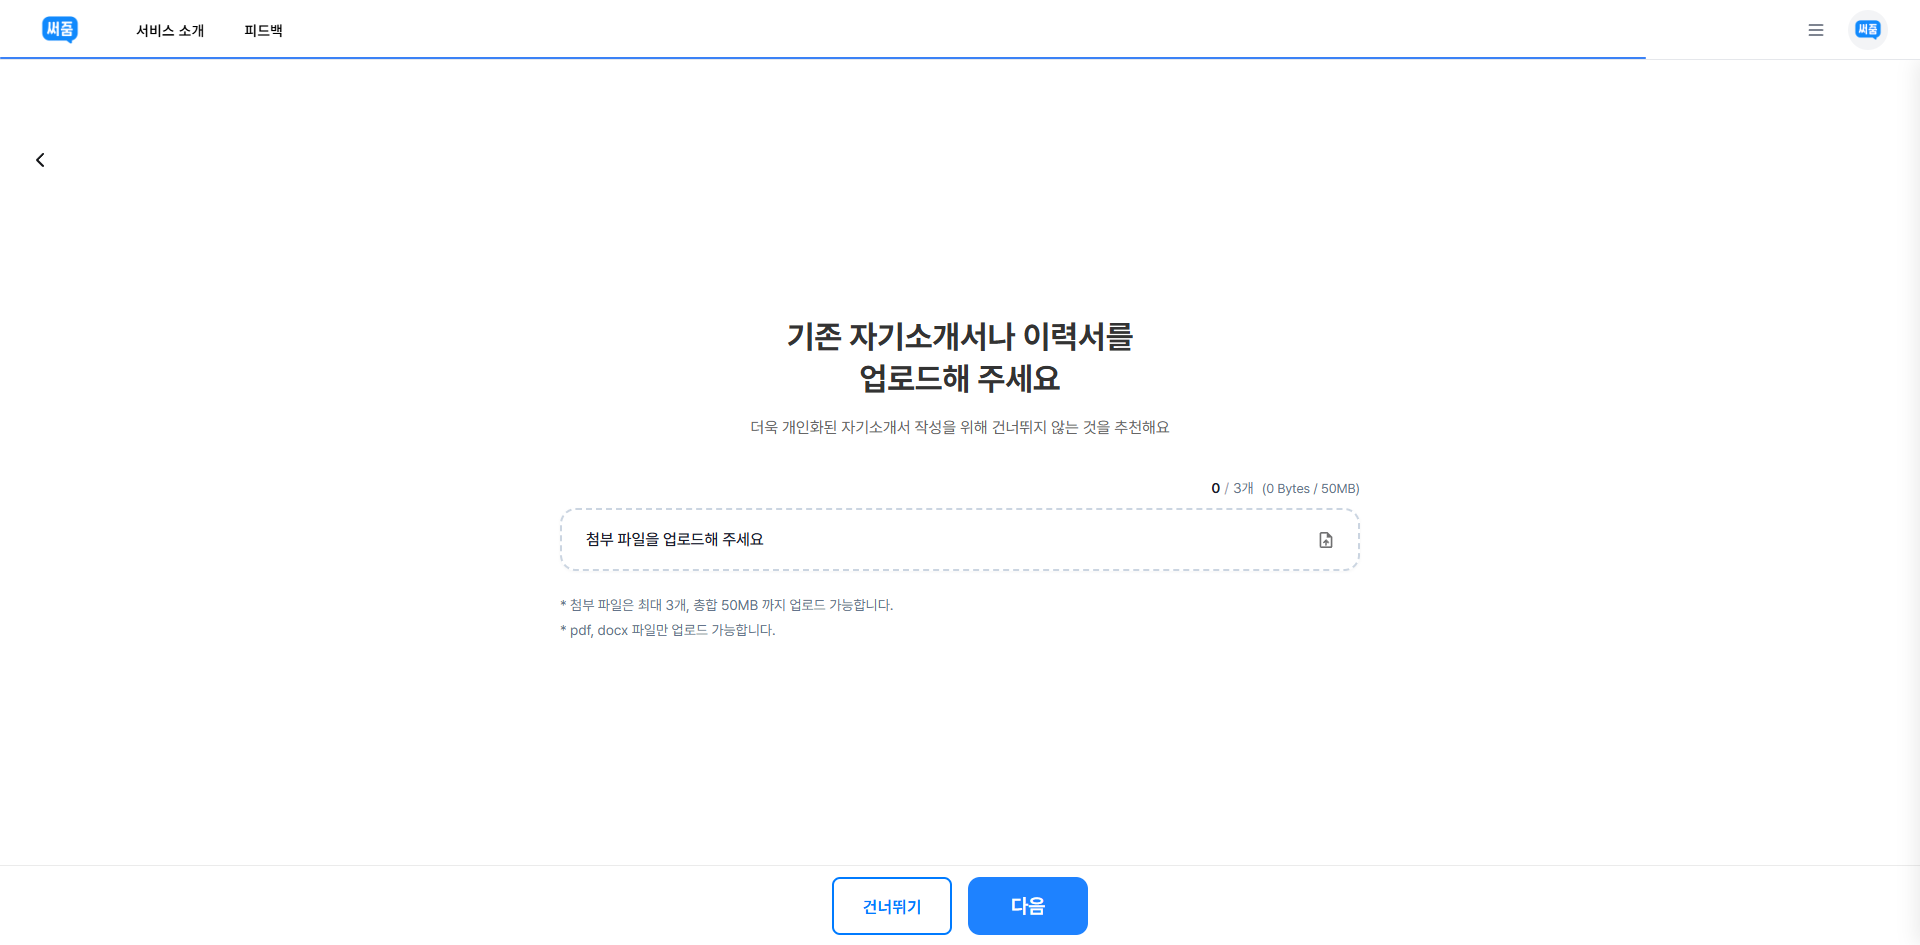 써줌
서비스 소개
피드백
써줌
기존 자기소개서나 이력서를
업로드해 주세요
더욱 개인화된 자기소개서 작성을 위해 건너뛰지 않는 것을 추천해요
0 / 3개 (0 Bytes / 50MB)
첨부 파일을 업로드해 주세요
* 첨부 파일은 최대 3개, 총합 50MB 까지 업로드 가능합니다.
* pdf, docx 파일만 업로드 가능합니다.
건너뛰기
다음